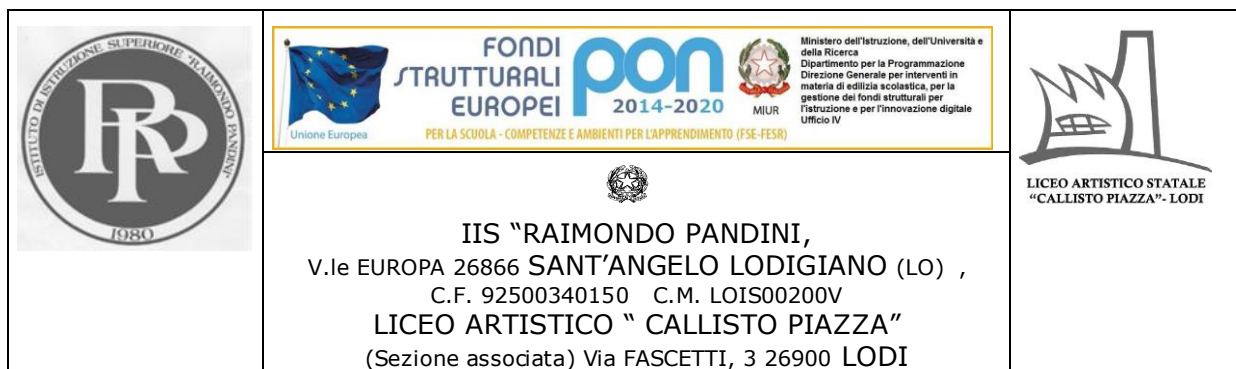 ISTITUTO DI ISTRUZIONE SUPERIORE "RAIMONDO PANDINI"
1980
Unione Europea
FONDI
STRUTTURALI
EUROPEI
pon
2014-2020
MIUR
Ministero dell'Istruzione, dell'Università e
della Ricerca
Dipartimento per la Programmazione
Direzione Generale per interventi in
materia di edilizia scolastica, per la
gestione dei fondi strutturali per
l'istruzione e per l'innovazione digitale
Ufficio IV
PER LA SCUOLA - COMPETENZE E AMBIENTI PER L'APPRENDIMENTO (FSE-FESR)
LICEO ARTISTICO STATALE
"CALLISTO PIAZZA"- LODI
IIS “RAIMONDO PANDINI,
V.le EUROPA 26866 SANT’ANGELO LODIGIANO (LO) ,
C.F. 92500340150 C.M. LOIS00200V
LICEO ARTISTICO “ CALLISTO PIAZZA”
(Sezione associata) Via FASCETTI, 3 26900 LODI